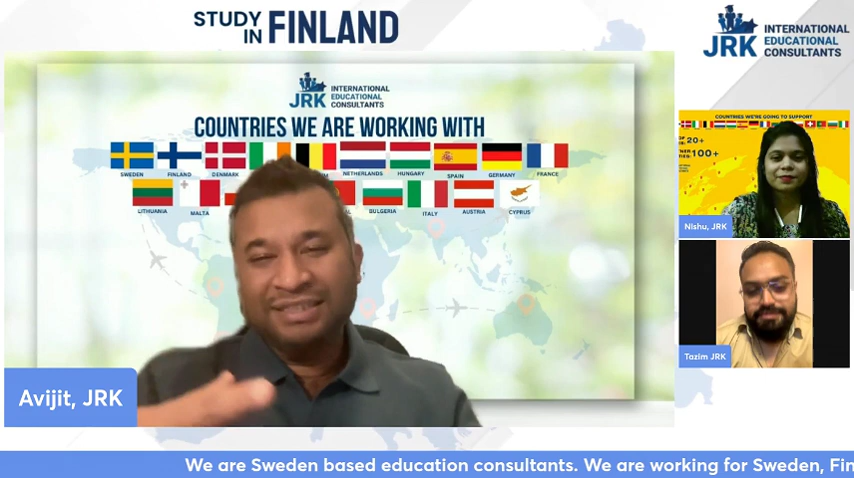 STUDY
IN FINLAND
JRK INTERNATIONAL
EDUCATIONAL
CONSULTANTS
JRK INTERNATIONAL
EDUCATIONAL
CONSULTANTS
COUNTRIES WE ARE WORKING WITH
SWEDEN FINLAND DENMARK NETHERLANDS HUNGARY SPAIN GERMANY FRANCE
LITHUANIA MALTA BULGERIA ITALY AUSTRIA CYPRUS
COUNTRIES WE'RE GOING TO SUPPORT
20+
100+
Nishu, JRK
Tazim JRK
Avijit, JRK
We are Sweden based education consultants. We are working for Sweden, Fin